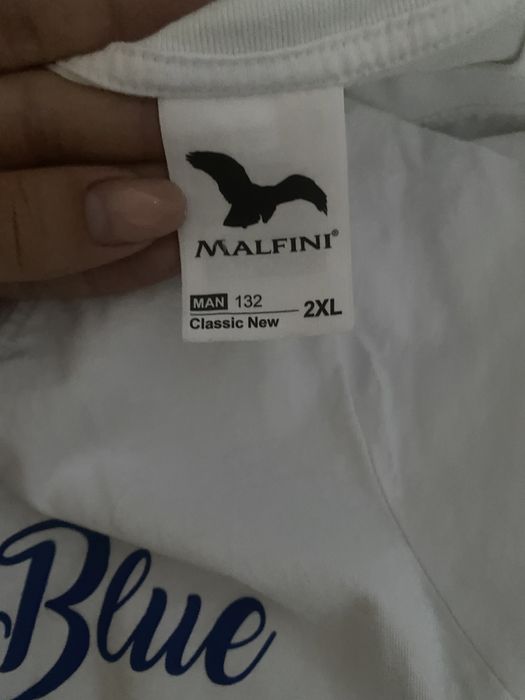 MALFINI®
MAN 132
Classic New
2XL
Blue